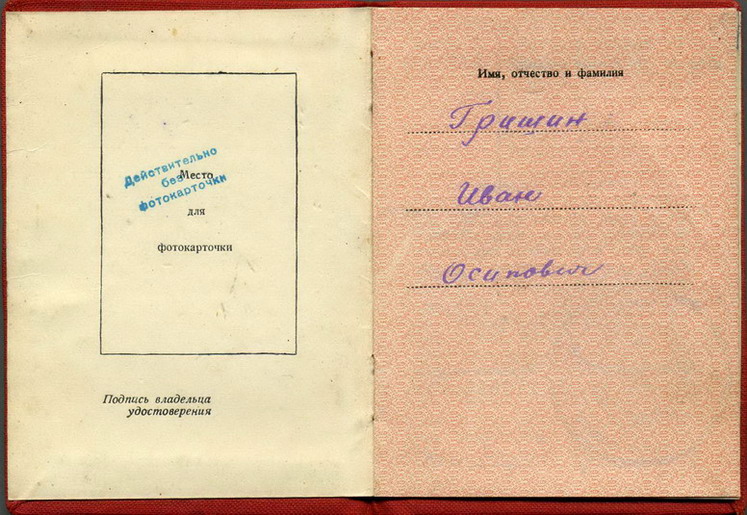 Действительно
без
фотокарточки
Место
для
фотокарточки
Подпись владельца
удостоверения
Имя, отчество и фамилия
Гришин
Иван
Осипович